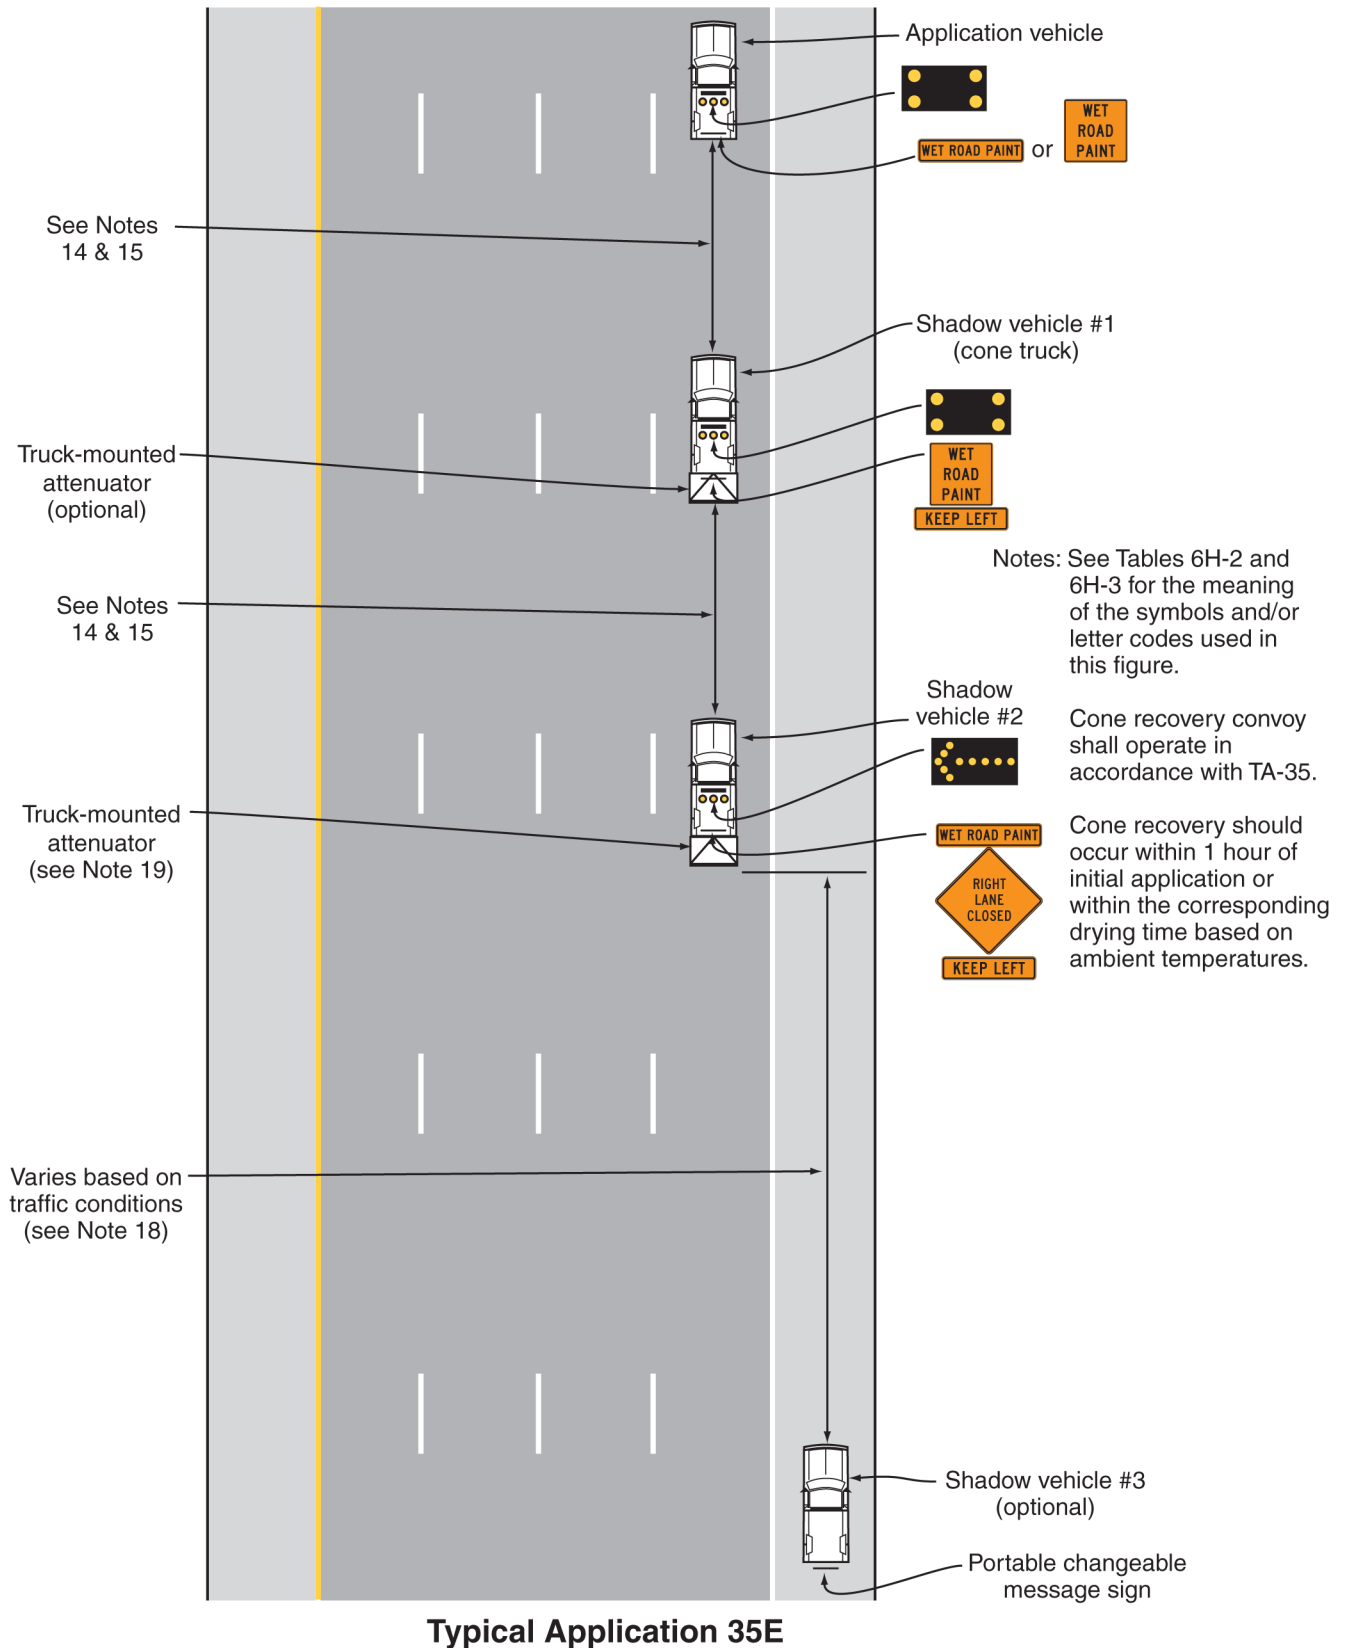 Application vehicle
WET ROAD PAINT
or
WET
ROAD
PAINT
See Notes
14 & 15
Shadow vehicle #1
(cone truck)
Truck-mounted
attenuator
(optional)
WET
ROAD
PAINT
KEEP LEFT
Notes: See Tables 6H-2 and
6H-3 for the meaning
of the symbols and/or
letter codes used in
this figure.
See Notes
14 & 15
Shadow
vehicle #2
Cone recovery convoy
shall operate in
accordance with TA-35.
Truck-mounted
attenuator
(see Note 19)
WET ROAD PAINT
RIGHT
LANE
CLOSED
KEEP LEFT
Cone recovery should
occur within 1 hour of
initial application or
within the corresponding
drying time based on
ambient temperatures.
Varies based on
traffic conditions
(see Note 18)
Shadow vehicle #3
(optional)
Portable changeable
message sign
Typical Application 35E